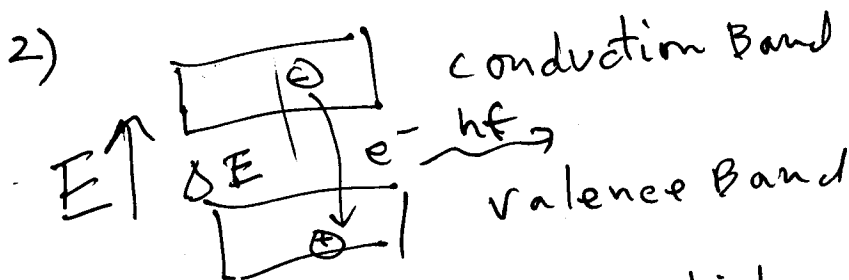 2)
⊖ conduction Band
E↑ ΔE e⁻ hf
Valence Band
⊕